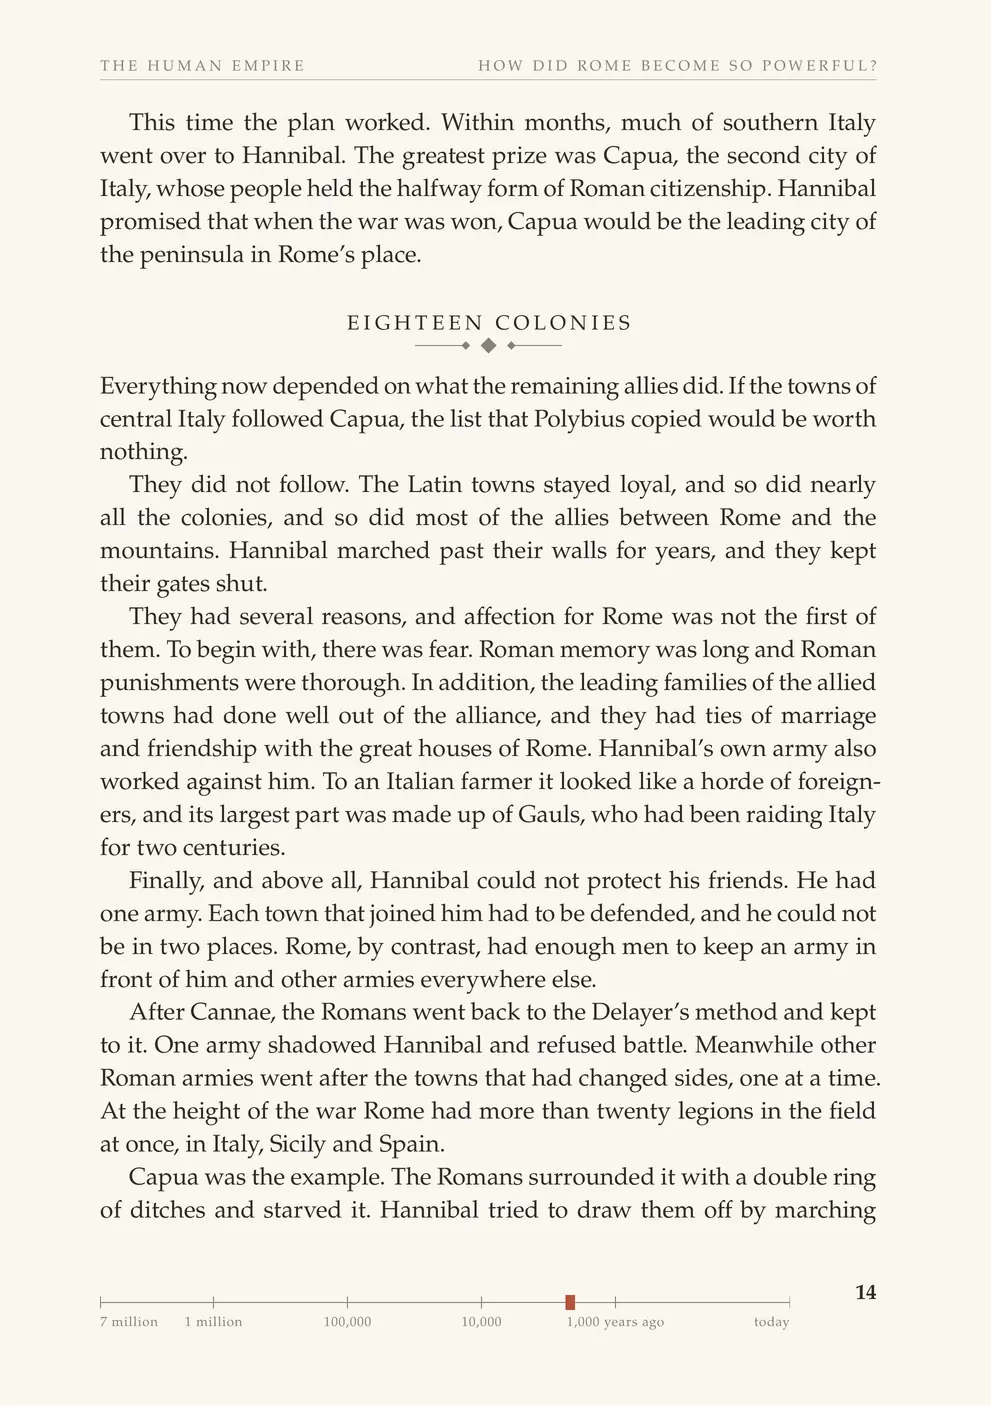 THE HUMAN EMPIRE
HOW DID ROME BECOME SO POWERFUL?
This time the plan worked. Within months, much of southern Italy
went over to Hannibal. The greatest prize was Capua, the second city of
Italy, whose people held the halfway form of Roman citizenship. Hannibal
promised that when the war was won, Capua would be the leading city of
the peninsula in Rome’s place.
EIGHTEEN COLONIES
Everything now depended on what the remaining allies did. If the towns of
central Italy followed Capua, the list that Polybius copied would be worth
nothing.
They did not follow. The Latin towns stayed loyal, and so did nearly
all the colonies, and so did most of the allies between Rome and the
mountains. Hannibal marched past their walls for years, and they kept
their gates shut.
They had several reasons, and affection for Rome was not the first of
them. To begin with, there was fear. Roman memory was long and Roman
punishments were thorough. In addition, the leading families of the allied
towns had done well out of the alliance, and they had ties of marriage
and friendship with the great houses of Rome. Hannibal’s own army also
worked against him. To an Italian farmer it looked like a horde of foreign-
ers, and its largest part was made up of Gauls, who had been raiding Italy
for two centuries.
Finally, and above all, Hannibal could not protect his friends. He had
one army. Each town that joined him had to be defended, and he could not
be in two places. Rome, by contrast, had enough men to keep an army in
front of him and other armies everywhere else.
After Cannae, the Romans went back to the Delayer’s method and kept
to it. One army shadowed Hannibal and refused battle. Meanwhile other
Roman armies went after the towns that had changed sides, one at a time.
At the height of the war Rome had more than twenty legions in the field
at once, in Italy, Sicily and Spain.
Capua was the example. The Romans surrounded it with a double ring
of ditches and starved it. Hannibal tried to draw them off by marching
14
7 million 1 million 100,000 10,000 1,000 years ago today